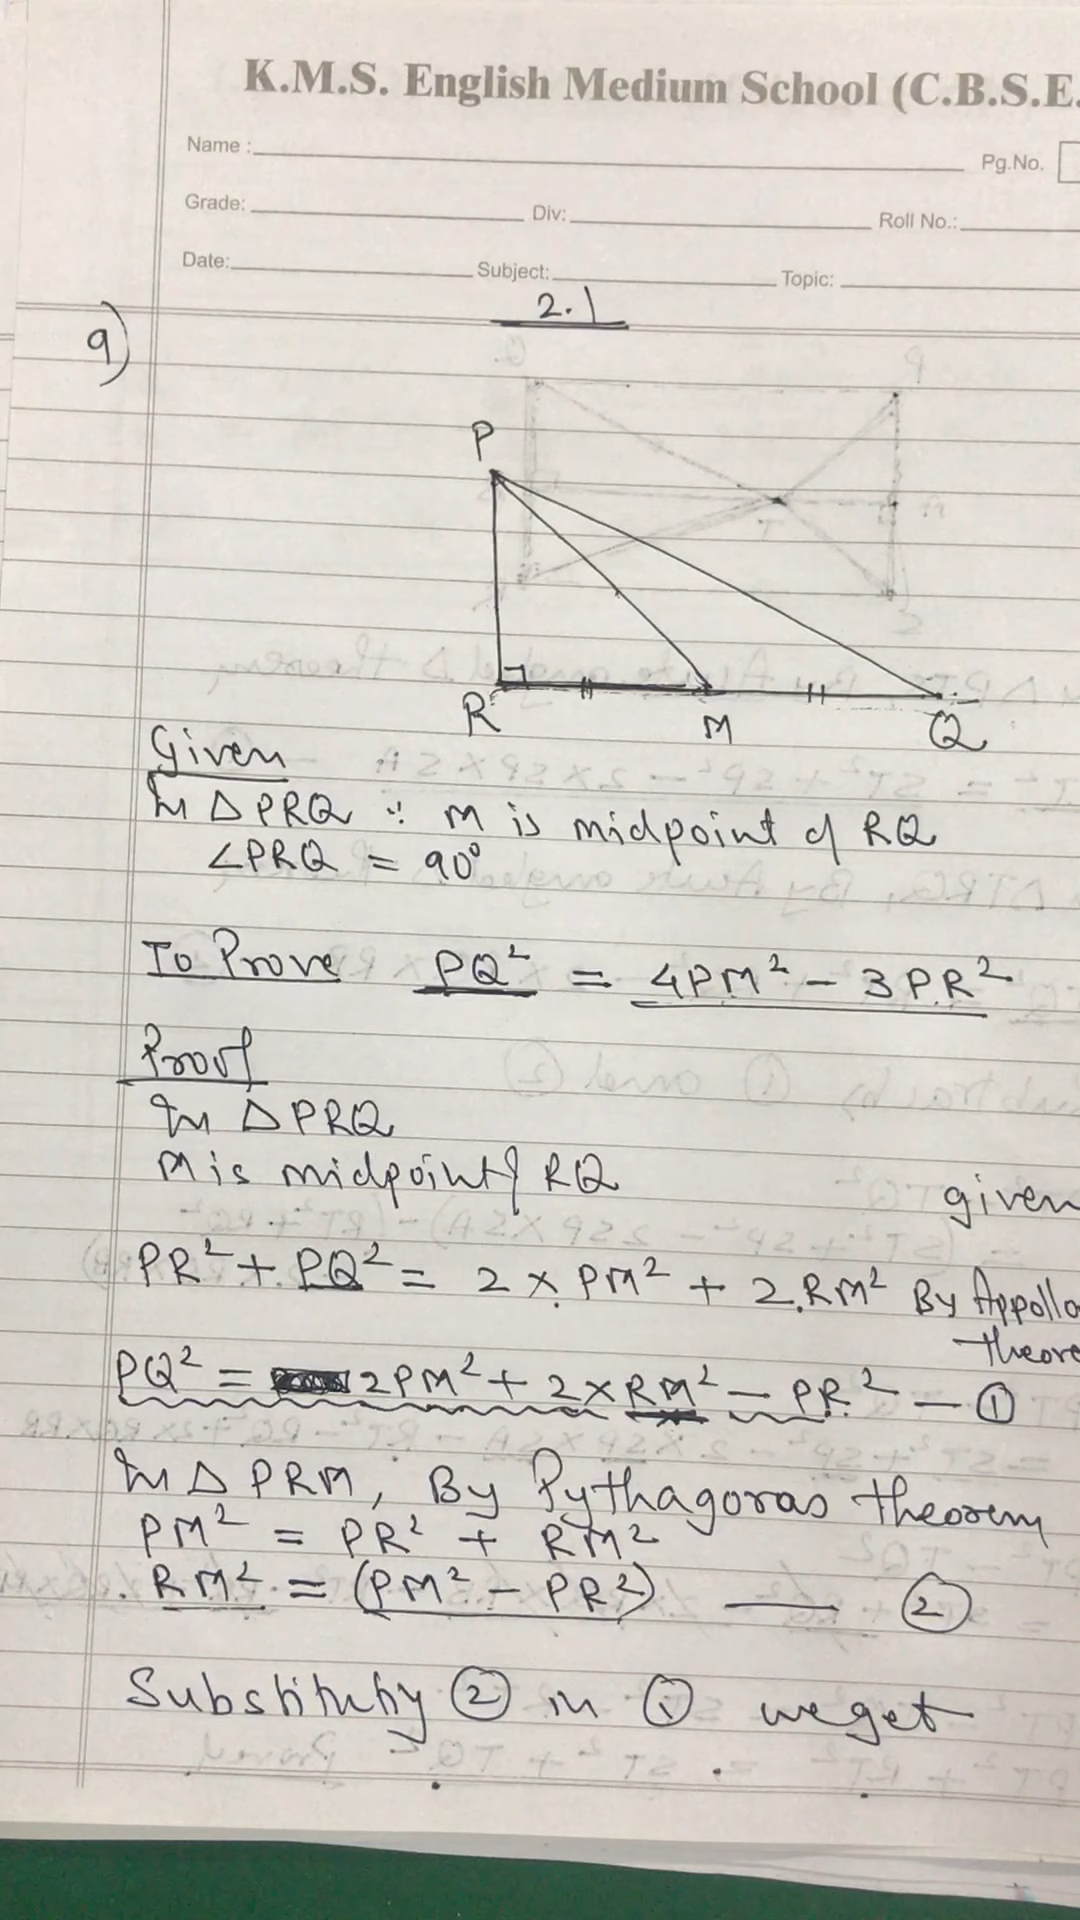 K.M.S. English Medium School (C.B.S.E.
Name :
Pg.No.
Grade: Div: Roll No.:
Date: Subject: Topic:
2.1
9)
P
R M Q
Given
In △PRQ ∵ M is midpoint of RQ
∠PRQ = 90°
To Prove PQ² = 4PM² - 3PR²
Proof
In △PRQ
M is midpoint of RQ given
PR² + PQ² = 2 × PM² + 2.RM² By Appollo
theore
PQ² = 2PM² + 2×RM² - PR² — ①
In △ PRM, By Pythagoras theorem
PM² = PR² + RM²
RM² = (PM² - PR²) — ②
Substituting ② in ① we get